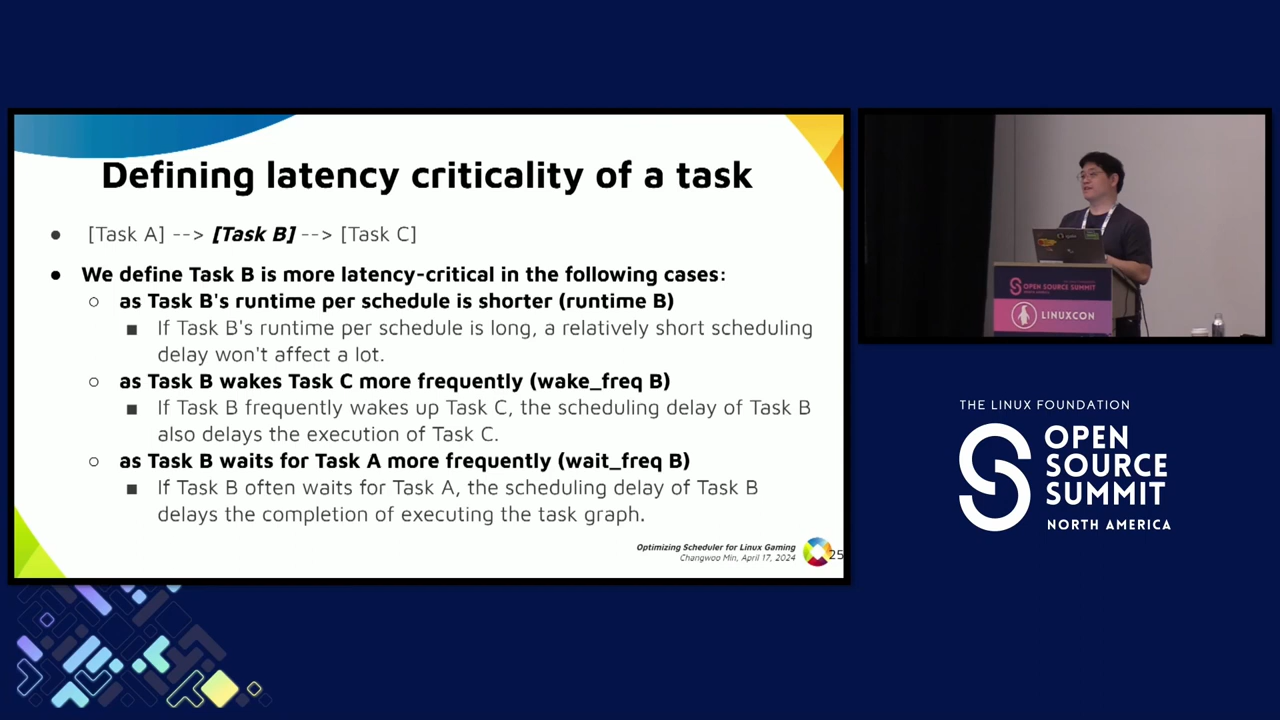 Defining latency criticality of a task
● [Task A] --> [Task B] --> [Task C]
● We define Task B is more latency-critical in the following cases:
○ as Task B's runtime per schedule is shorter (runtime B)
■ If Task B's runtime per schedule is long, a relatively short scheduling
delay won't affect a lot.
○ as Task B wakes Task C more frequently (wake_freq B)
■ If Task B frequently wakes up Task C, the scheduling delay of Task B
also delays the execution of Task C.
○ as Task B waits for Task A more frequently (wait_freq B)
■ If Task B often waits for Task A, the scheduling delay of Task B
delays the completion of executing the task graph.
Optimizing Scheduler for Linux Gaming
Changwoo Min, April 17, 2024
25
OPEN SOURCE SUMMIT
LINUXCON
THE LINUX FOUNDATION
OPEN
SOURCE
SUMMIT
NORTH AMERICA